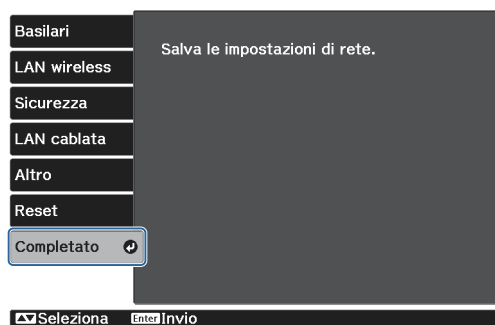 Basilari
Salva le impostazioni di rete.
LAN wireless
Sicurezza
LAN cablata
Altro
Reset
Completato
Seleziona Enter Invio